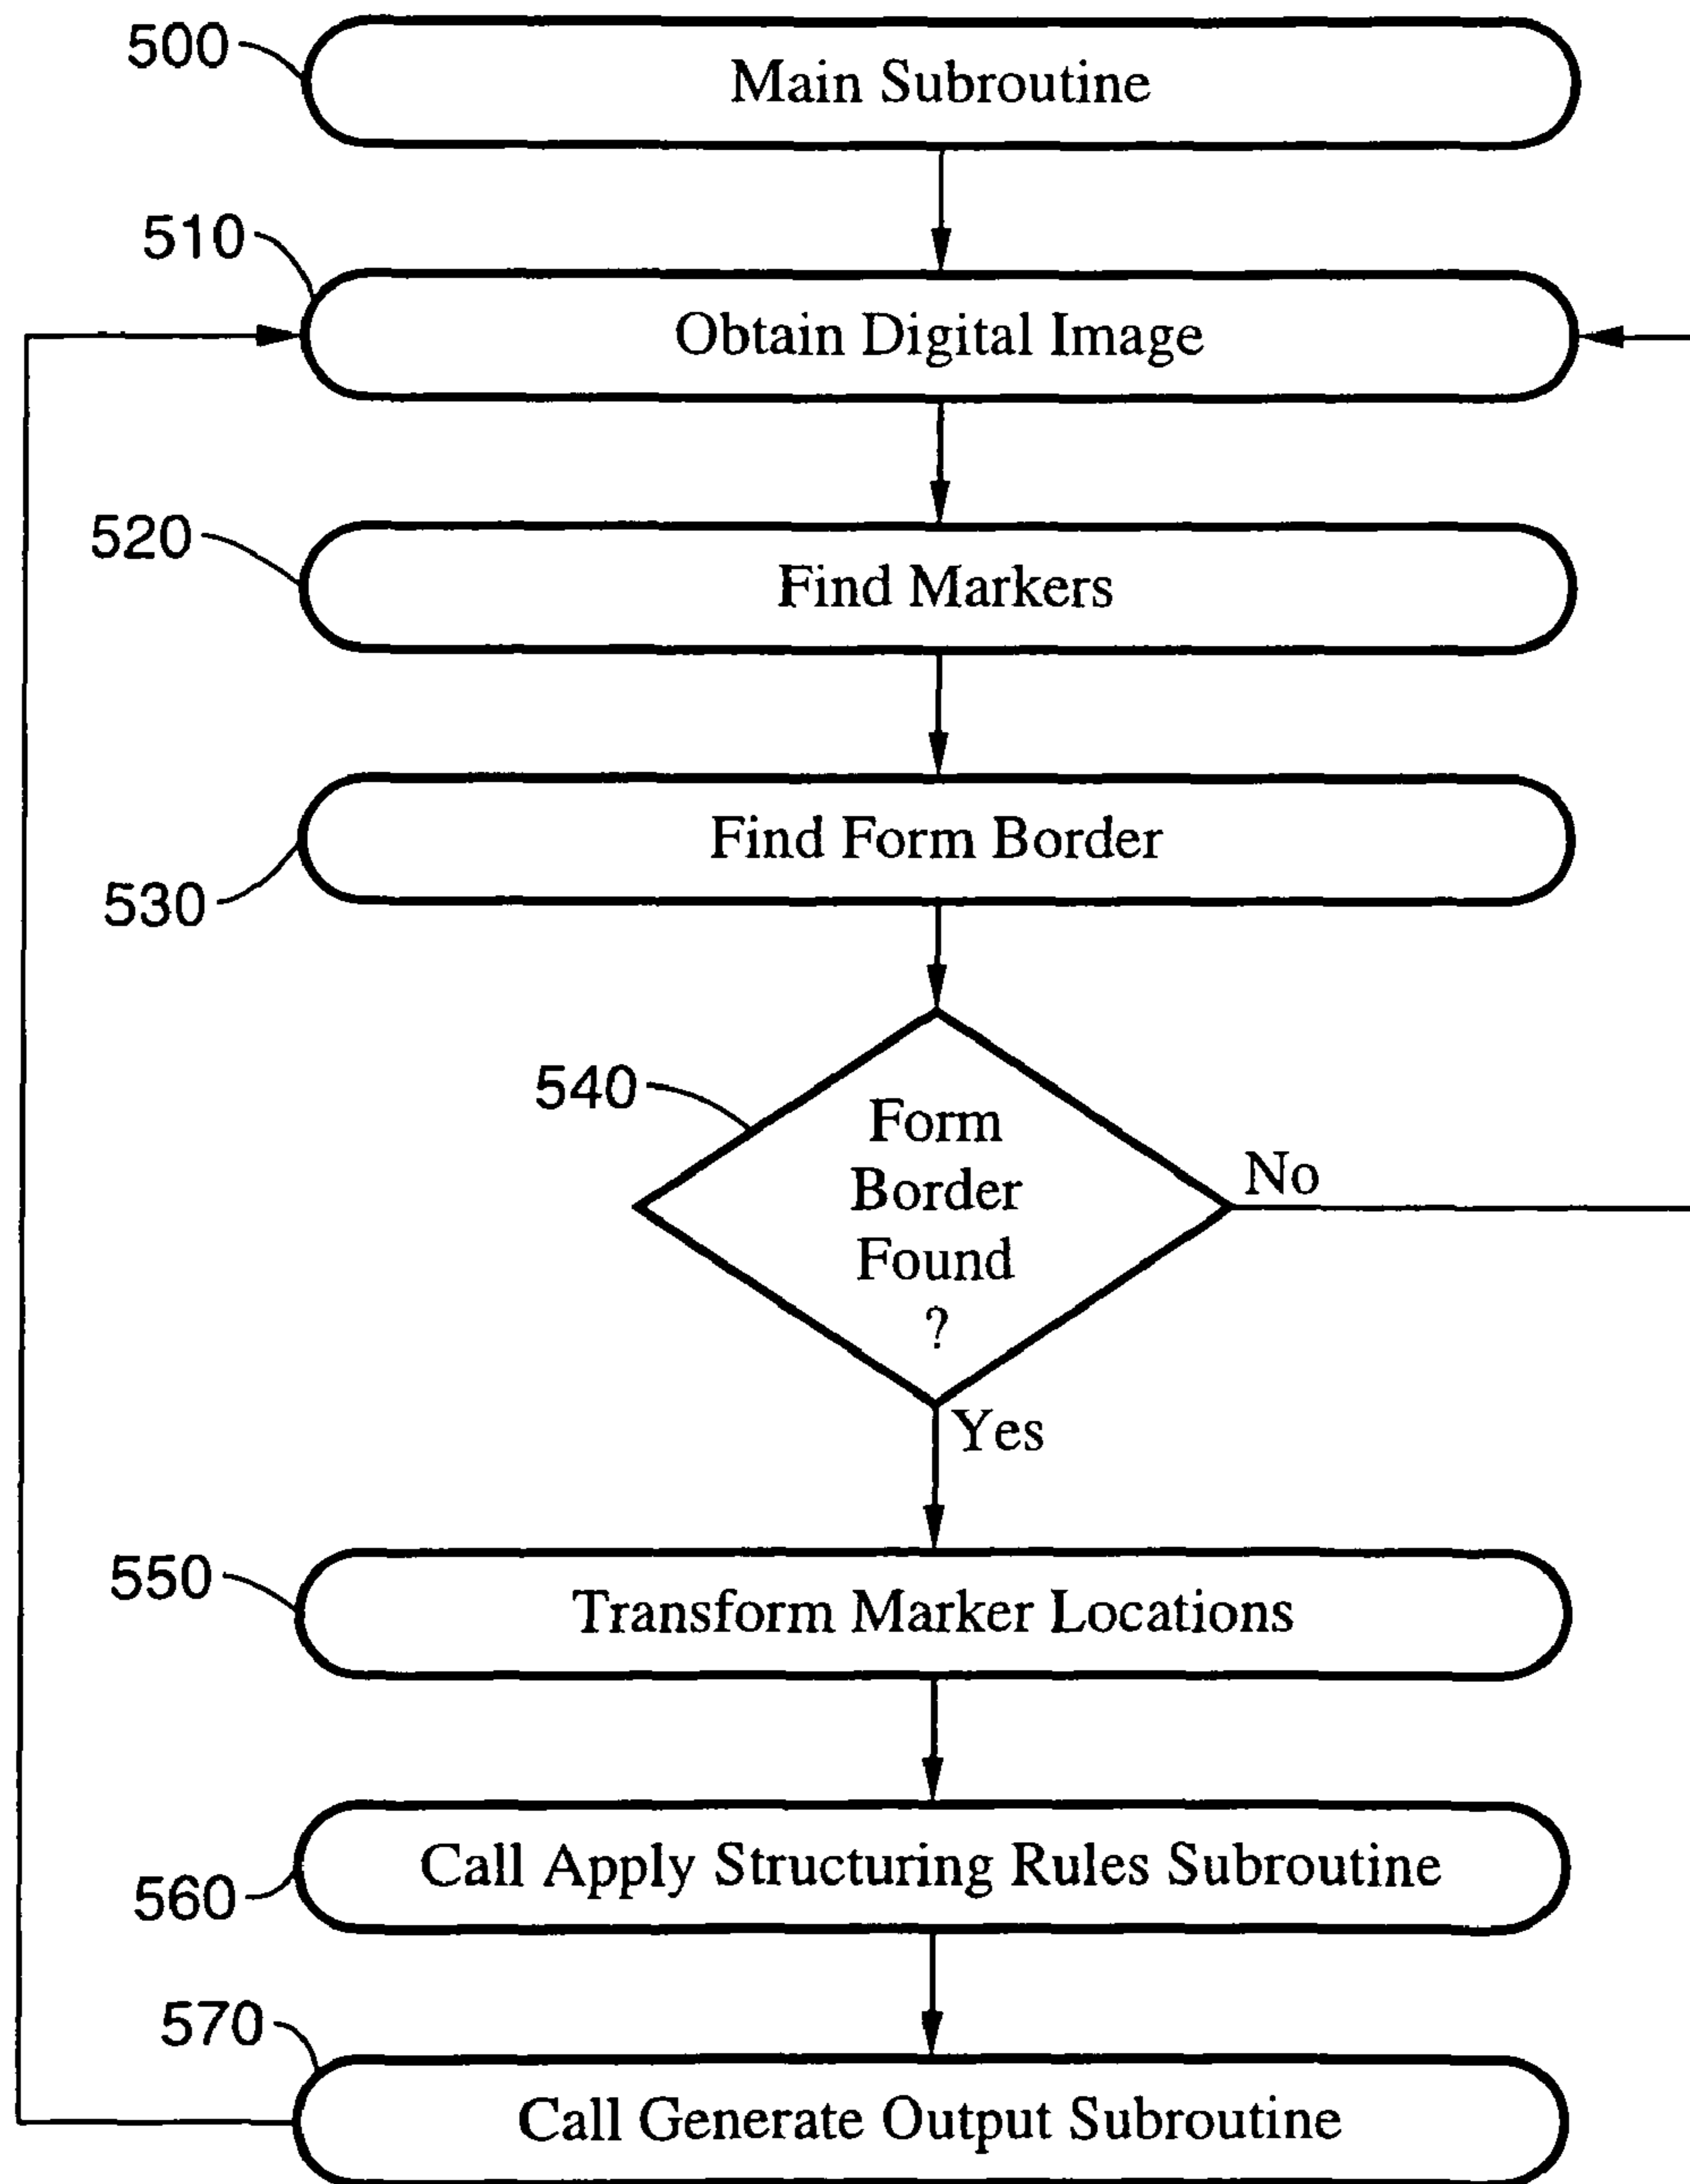 500
Main Subroutine
510
Obtain Digital Image
520
Find Markers
Find Form Border
530
540
Form
Border
Found
?
No
Yes
550
Transform Marker Locations
Call Apply Structuring Rules Subroutine
560
570
Call Generate Output Subroutine